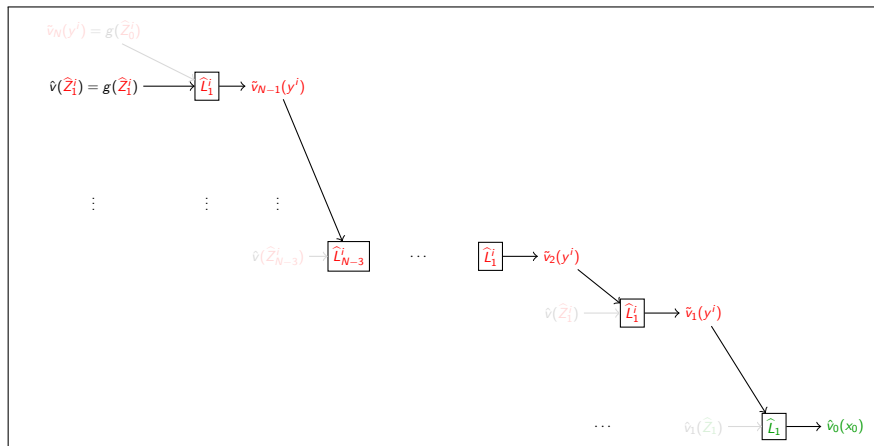 v̂_N(y^i) = g(Ẑ_0^i)
v̂(Ẑ_1^i) = g(Ẑ_1^i) L̂_1^i ṽ_{N−1}(y^i)
⋮ ⋮ ⋮
v̂(Ẑ_{N−3}^i) L̂_{N−3}^i ⋯ L̂_1^i ṽ_2(y^i)
v̂(Ẑ_1^i) L̂_1^i ṽ_1(y^i)
⋯ v̂_1(Ẑ_1) L̂_1 v̂_0(x_0)